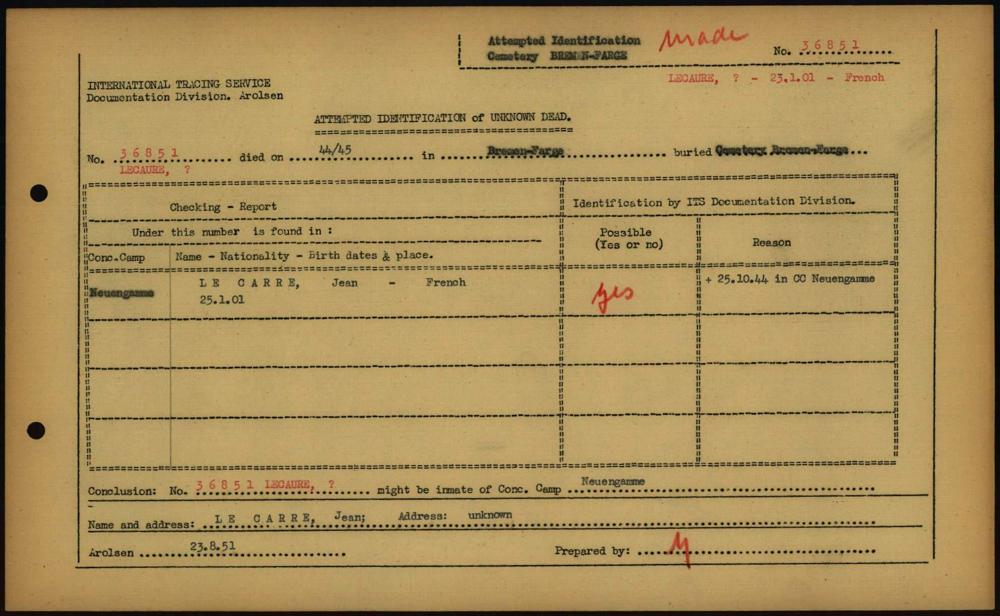 Attempted Identification made
Cemetery BREMEN-FARGE No. 36851
LECAURE, ? - 23.1.01 - French
INTERNATIONAL TRACING SERVICE
Documentation Division. Arolsen
ATTEMPTED IDENTIFICATION of UNKNOWN DEAD.
No. 36851 died on 44/45 in Bremen-Farge buried Cemetery Bremen-Farge
LECAURE, ?
Checking - Report Identification by ITS Documentation Division.
Under this number is found in : Possible Reason
(Yes or no)
Conc.Camp Name - Nationality - Birth dates & place.
Neuengamme LE CARRE, Jean - French yes + 25.10.44 in CC Neuengamme
25.1.01
Conclusion: No. 36851 LECAURE, ? might be inmate of Conc. Camp Neuengamme
Name and address: LE CARRE, Jean; Address: unknown
Arolsen 23.8.51 Prepared by: